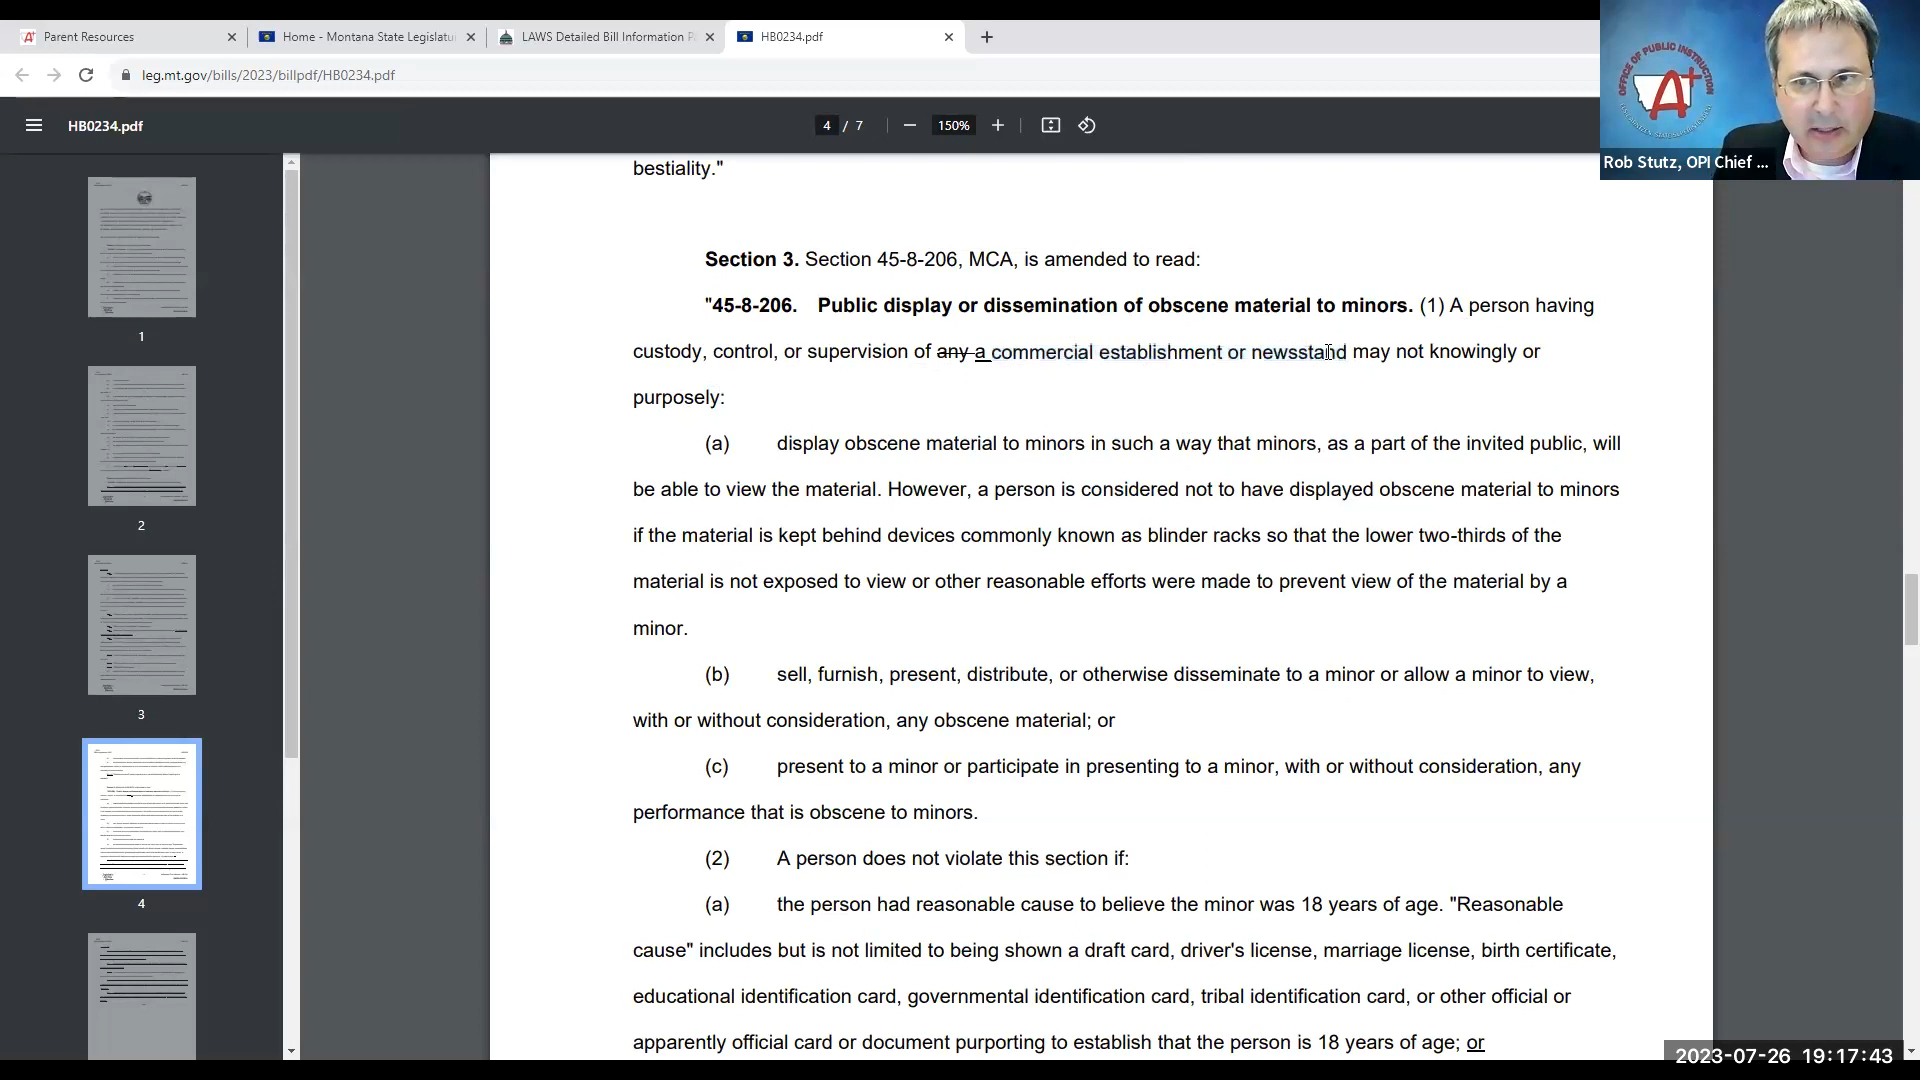 Parent Resources
Home - Montana State Legislatu
LAWS Detailed Bill Information P
HB0234.pdf
leg.mt.gov/bills/2023/billpdf/HB0234.pdf
HB0234.pdf
4 / 7
150%
OFFICE OF PUBLIC INSTRUCTION
A+
Rob Stutz, OPI Chief ...
1
2
3
4
bestiality."
Section 3. Section 45-8-206, MCA, is amended to read:
"45-8-206. Public display or dissemination of obscene material to minors. (1) A person having
custody, control, or supervision of any a commercial establishment or newsstand may not knowingly or
purposely:
(a) display obscene material to minors in such a way that minors, as a part of the invited public, will
be able to view the material. However, a person is considered not to have displayed obscene material to minors
if the material is kept behind devices commonly known as blinder racks so that the lower two-thirds of the
material is not exposed to view or other reasonable efforts were made to prevent view of the material by a
minor.
(b) sell, furnish, present, distribute, or otherwise disseminate to a minor or allow a minor to view,
with or without consideration, any obscene material; or
(c) present to a minor or participate in presenting to a minor, with or without consideration, any
performance that is obscene to minors.
(2) A person does not violate this section if:
(a) the person had reasonable cause to believe the minor was 18 years of age. "Reasonable
cause" includes but is not limited to being shown a draft card, driver's license, marriage license, birth certificate,
educational identification card, governmental identification card, tribal identification card, or other official or
apparently official card or document purporting to establish that the person is 18 years of age; or
2023-07-26 19:17:43